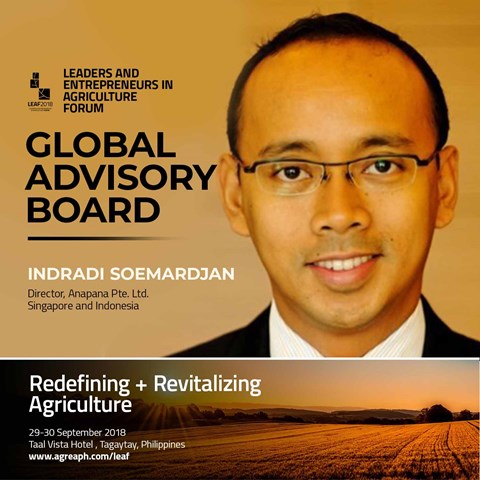 LEADERS AND
ENTREPRENEURS IN
AGRICULTURE
FORUM
LEAF2018
GLOBAL
ADVISORY
BOARD
INDRADI SOEMARDJAN
Director, Anapana Pte. Ltd.
Singapore and Indonesia
Redefining + Revitalizing
Agriculture
29-30 September 2018
Taal Vista Hotel , Tagaytay, Philippines
www.agreaph.com/leaf